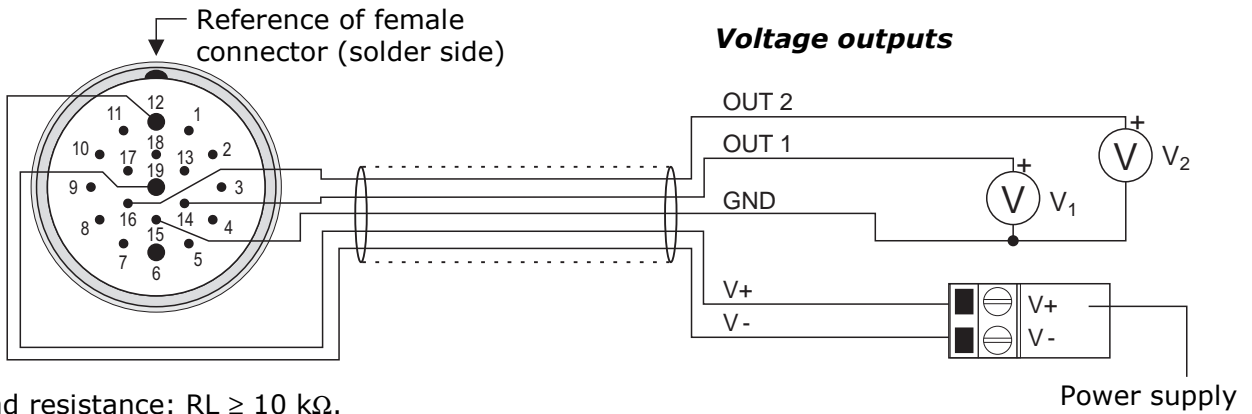 Reference of female
connector (solder side)
Voltage outputs
12
11
1
10
18
2
17
13
19
9
3
16
14
8
15
4
7
5
6
OUT 2
OUT 1
GND
V+
V -
+
V
V2
+
V
V1
V+
V -
Power supply
resistance: RL ≥ 10 kΩ.